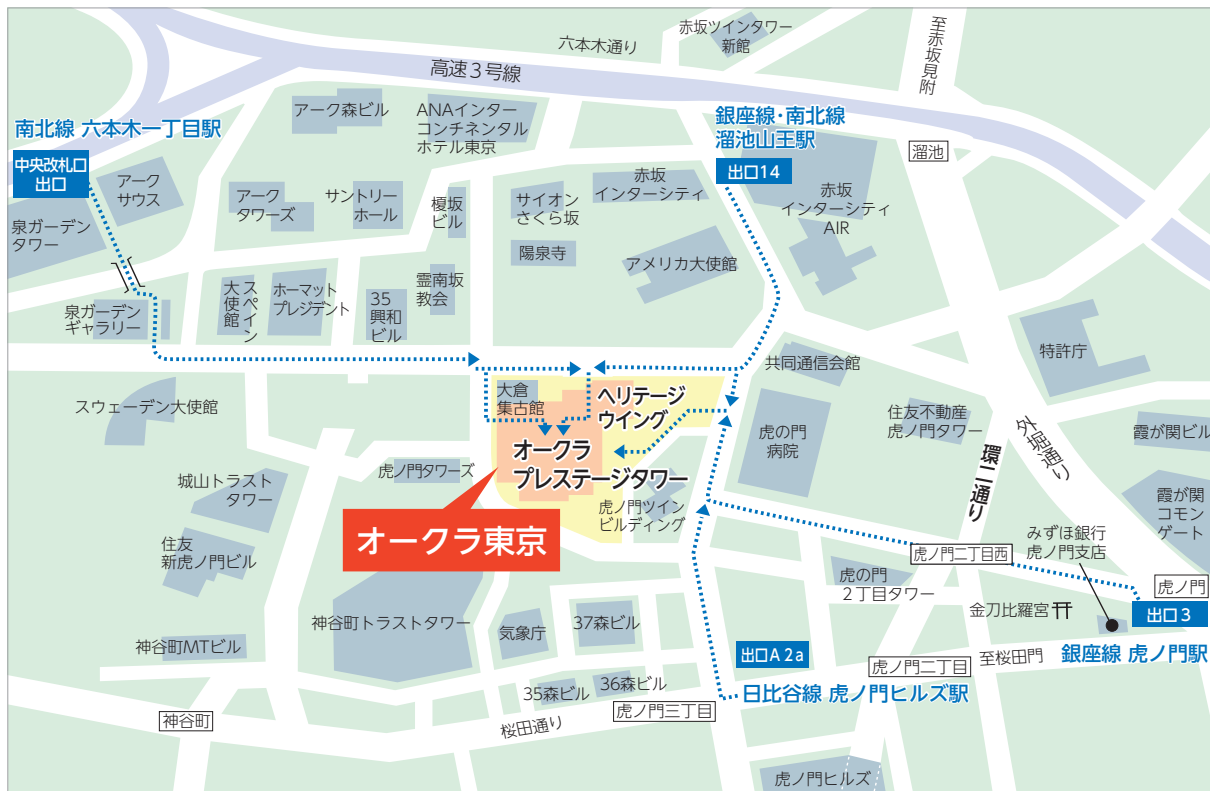 六本木通り
赤坂ツインタワー
新館
至赤坂見附
高速3号線
アーク森ビル
ANAインター
コンチネンタル
ホテル東京
南北線 六本木一丁目駅
中央改札口
出口
銀座線・南北線
溜池山王駅
出口14
溜池
アーク
サウス
アーク
タワーズ
サントリー
ホール
榎坂
ビル
サイオン
さくら坂
赤坂
インターシティ
赤坂
インターシティ
AIR
泉ガーデン
タワー
陽泉寺
アメリカ大使館
スペイン
大使館
ホーマット
プレジデント
35
興和
ビル
霊南坂
教会
泉ガーデン
ギャラリー
特許庁
共同通信会館
スウェーデン大使館
大倉
集古館
ヘリテージ
ウイング
虎の門
病院
住友不動産
虎ノ門タワー
外堀通り
霞が関ビル
環二通り
オークラ
プレステージタワー
虎ノ門タワーズ
城山トラスト
タワー
虎ノ門ツイン
ビルディング
霞が関
コモン
ゲート
オークラ東京
住友
新虎ノ門ビル
虎ノ門二丁目西
みずほ銀行
虎ノ門支店
虎の門
2丁目タワー
虎ノ門
金刀比羅宮
出口3
神谷町トラストタワー
気象庁
37森ビル
神谷町MTビル
出口A2a
虎ノ門二丁目
至桜田門
銀座線 虎ノ門駅
35森ビル
36森ビル
日比谷線 虎ノ門ヒルズ駅
虎ノ門三丁目
神谷町
桜田通り
虎ノ門ヒルズ